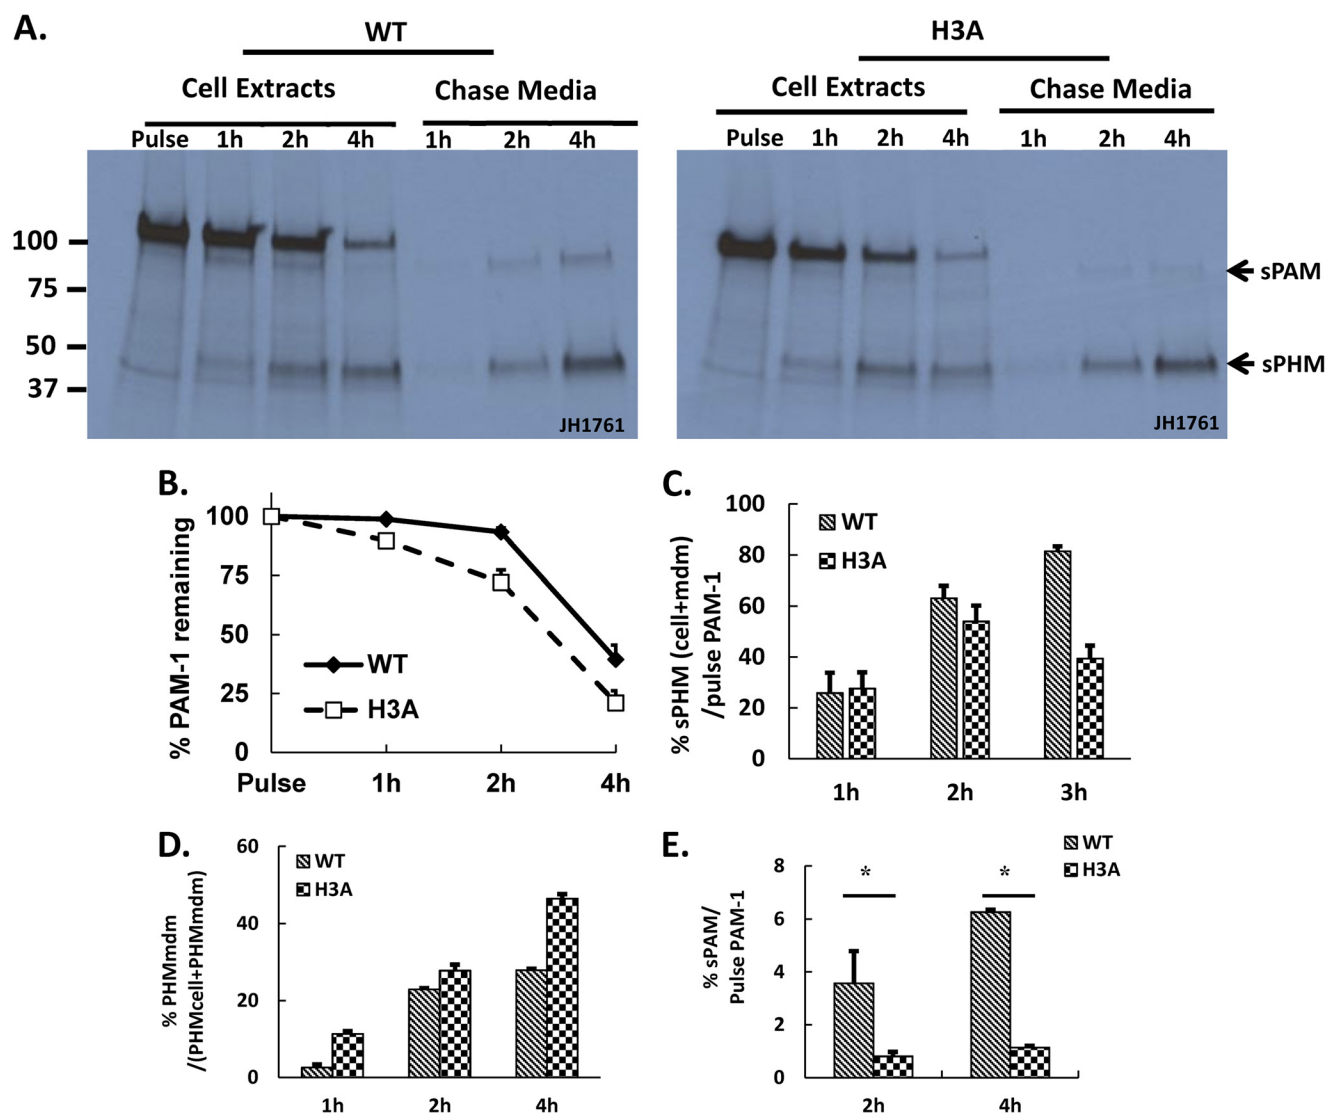 A.
WT
H3A
Cell Extracts
Chase Media
Cell Extracts
Chase Media
Pulse 1h 2h 4h 1h 2h 4h
Pulse 1h 2h 4h 1h 2h 4h
100
75
50
37
sPAM
sPHM
JH1761
JH1761
B.
% PAM-1 remaining
100
75
50
25
0
WT
H3A
Pulse 1h 2h 4h
C.
% sPHM (cell+mdm)
/pulse PAM-1
100
80
60
40
20
0
WT
H3A
1h 2h 3h
D.
% PHMmdm
/(PHMcell+PHMmdm)
60
40
20
0
WT
H3A
1h 2h 4h
E.
% sPAM/
Pulse PAM-1
8
6
4
2
0
WT
H3A
* *
2h 4h